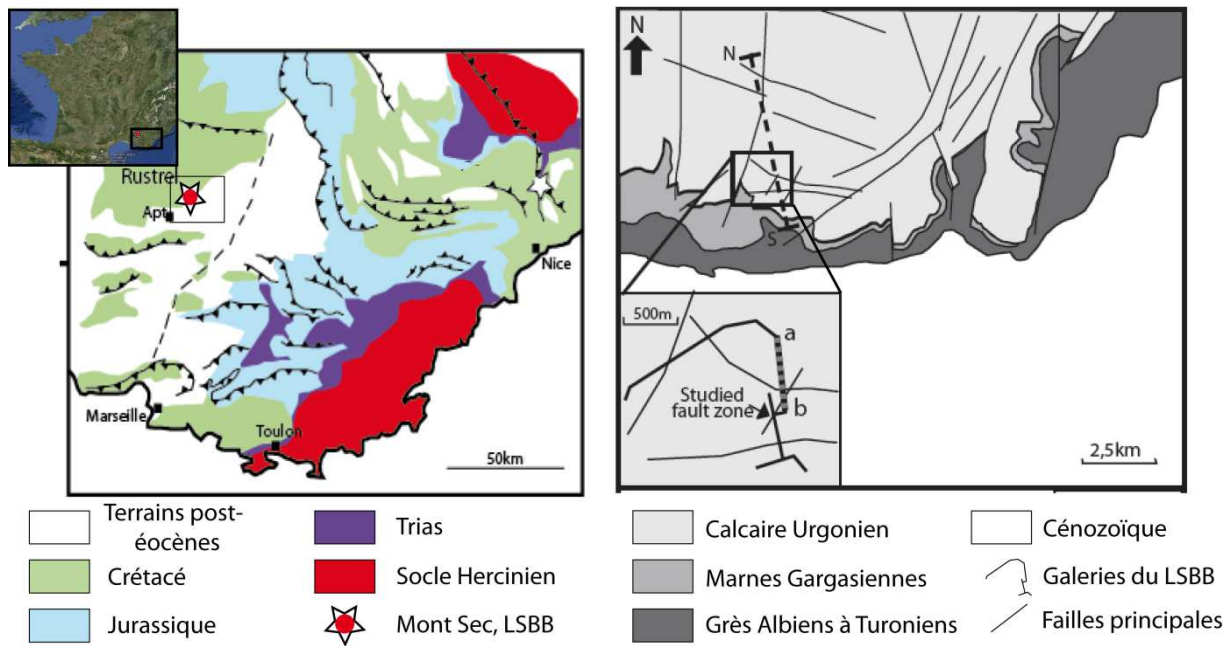 Rustre
Apt
Nice
Marseille
Toulon
50km
N
N
S
500m
a
Studied
fault zone
b
2,5km
Terrains post-
éocènes
Crétacé
Jurassique
Trias
Socle Hercinien
Mont Sec, LSBB
Calcaire Urgonien
Marnes Gargasiennes
Grès Albiens à Turoniens
Cénozoïque
Galeries du LSBB
Failles principales